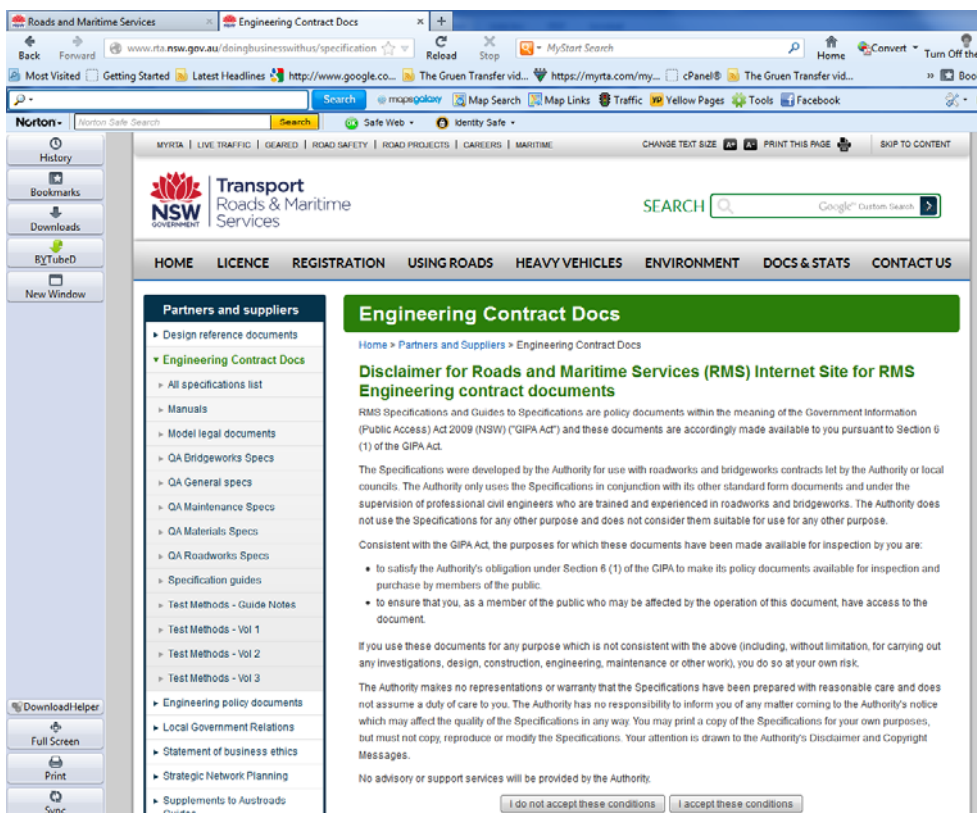 Roads and Maritime Services
Engineering Contract Docs
Back
Forward
www.rta.nsw.gov.au/doingbusinesswithus/specification
Reload
Stop
MyStart Search
Home
Convert
Turn Off the
Most Visited Getting Started Latest Headlines http://www.google.co... The Gruen Transfer vid... https://myrta.com/my... cPanel® The Gruen Transfer vid... » Boo
Search mapsgalaxy Map Search Map Links Traffic YP Yellow Pages Tools Facebook
Norton Norton Safe Search Search OK Safe Web Identity Safe
History
Bookmarks
Downloads
BYTubeD
New Window
DownloadHelper
Full Screen
Print
Sync
MYRTA | LIVE TRAFFIC | GEARED | ROAD SAFETY | ROAD PROJECTS | CAREERS | MARITIME
CHANGE TEXT SIZE A+ A- PRINT THIS PAGE SKIP TO CONTENT
NSW
GOVERNMENT
Transport
Roads & Maritime
Services
SEARCH Google™ Custom Search
HOME LICENCE REGISTRATION USING ROADS HEAVY VEHICLES ENVIRONMENT DOCS & STATS CONTACT US
Partners and suppliers
Design reference documents
Engineering Contract Docs
All specifications list
Manuals
Model legal documents
QA Bridgeworks Specs
QA General specs
QA Maintenance Specs
QA Materials Specs
QA Roadworks Specs
Specification guides
Test Methods - Guide Notes
Test Methods - Vol 1
Test Methods - Vol 2
Test Methods - Vol 3
Engineering policy documents
Local Government Relations
Statement of business ethics
Strategic Network Planning
Supplements to Austroads
Engineering Contract Docs
Home > Partners and Suppliers > Engineering Contract Docs
Disclaimer for Roads and Maritime Services (RMS) Internet Site for RMS
Engineering contract documents
RMS Specifications and Guides to Specifications are policy documents within the meaning of the Government Information
(Public Access) Act 2009 (NSW) ("GIPA Act") and these documents are accordingly made available to you pursuant to Section 6
(1) of the GIPA Act.
The Specifications were developed by the Authority for use with roadworks and bridgeworks contracts let by the Authority or local
councils. The Authority only uses the Specifications in conjunction with its other standard form documents and under the
supervision of professional civil engineers who are trained and experienced in roadworks and bridgeworks. The Authority does
not use the Specifications for any other purpose and does not consider them suitable for use for any other purpose.
Consistent with the GIPA Act, the purposes for which these documents have been made available for inspection by you are:
• to satisfy the Authority's obligation under Section 6 (1) of the GIPA to make its policy documents available for inspection and
purchase by members of the public.
• to ensure that you, as a member of the public who may be affected by the operation of this document, have access to the
document.
If you use these documents for any purpose which is not consistent with the above (including, without limitation, for carrying out
any investigations, design, construction, engineering, maintenance or other work), you do so at your own risk.
The Authority makes no representations or warranty that the Specifications have been prepared with reasonable care and does
not assume a duty of care to you. The Authority has no responsibility to inform you of any matter coming to the Authority's notice
which may affect the quality of the Specifications in any way. You may print a copy of the Specifications for your own purposes,
but must not copy, reproduce or modify the Specifications. Your attention is drawn to the Authority's Disclaimer and Copyright
Messages.
No advisory or support services will be provided by the Authority.
I do not accept these conditions
I accept these conditions